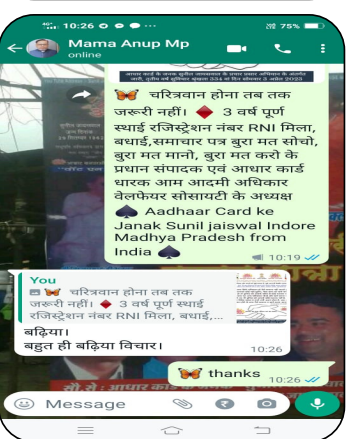 4G+ 10:26 75%
Mama Anup Mp
online
🦋 चरित्रवान होना तब तक
जरूरी नहीं। ♦️ 3 वर्ष पूर्ण
स्थाई रजिस्ट्रेशन नंबर RNI मिला,
बधाई,समाचार पत्र बुरा मत सोचो,
बुरा मत मानो, बुरा मत करो के
प्रधान संपादक एवं आधार कार्ड
धारक आम आदमी अधिकार
वेलफेयर सोसायटी के अध्यक्ष
♠️ Aadhaar Card ke
Janak Sunil jaiswal Indore
Madhya Pradesh from
India ♠️ 10:19
You
🦋 चरित्रवान होना तब तक
जरूरी नहीं। ♦️ 3 वर्ष पूर्ण स्थाई
रजिस्ट्रेशन नंबर RNI मिला, बधाई,...
बढ़िया।
बहुत ही बढ़िया विचार। 10:26
🦋 thanks 10:26
सौ.से : आधार कार्ड के
Message